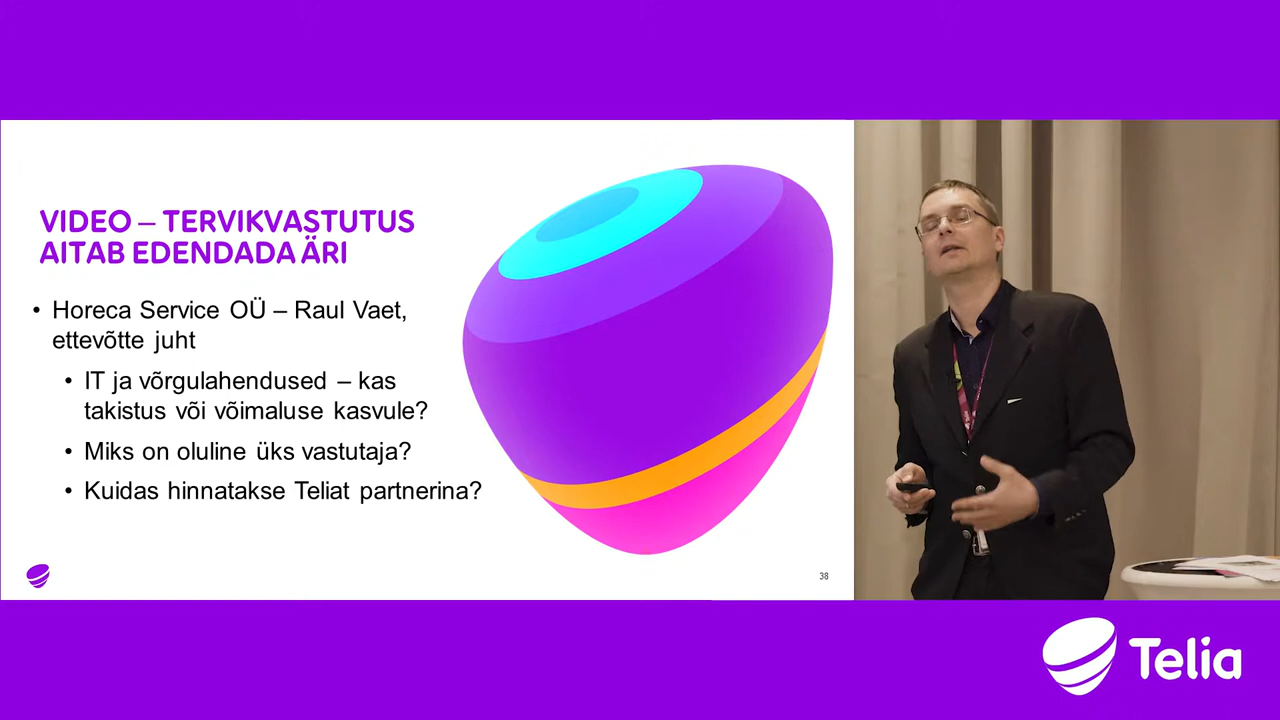 VIDEO – TERVIKVASTUTUS
AITAB EDENDADA ÄRI
• Horeca Service OÜ – Raul Vaet,
ettevõtte juht
• IT ja võrgulahendused – kas
takistus või võimaluse kasvule?
• Miks on oluline üks vastutaja?
• Kuidas hinnatakse Teliat partnerina?
38
Telia